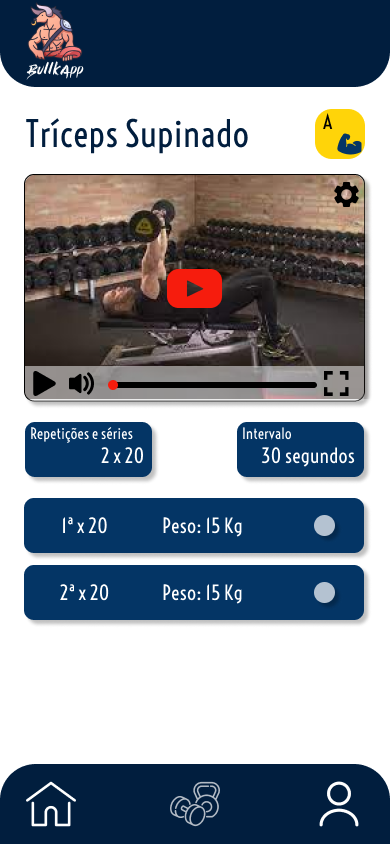 BullKApp
Tríceps Supinado
A
Repetições e séries
2 x 20
Intervalo
30 segundos
1ª x 20 Peso: 15 Kg
2ª x 20 Peso: 15 Kg